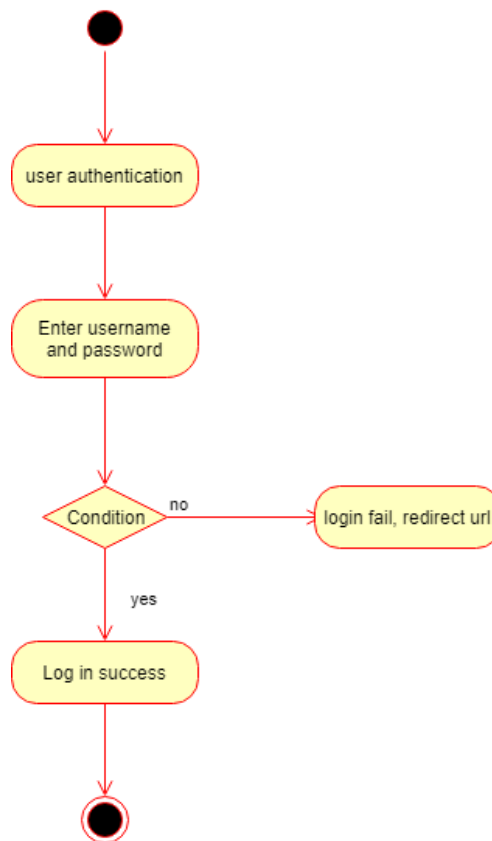 user authentication
Enter username
and password
Condition
no
login fail, redirect url
yes
Log in success